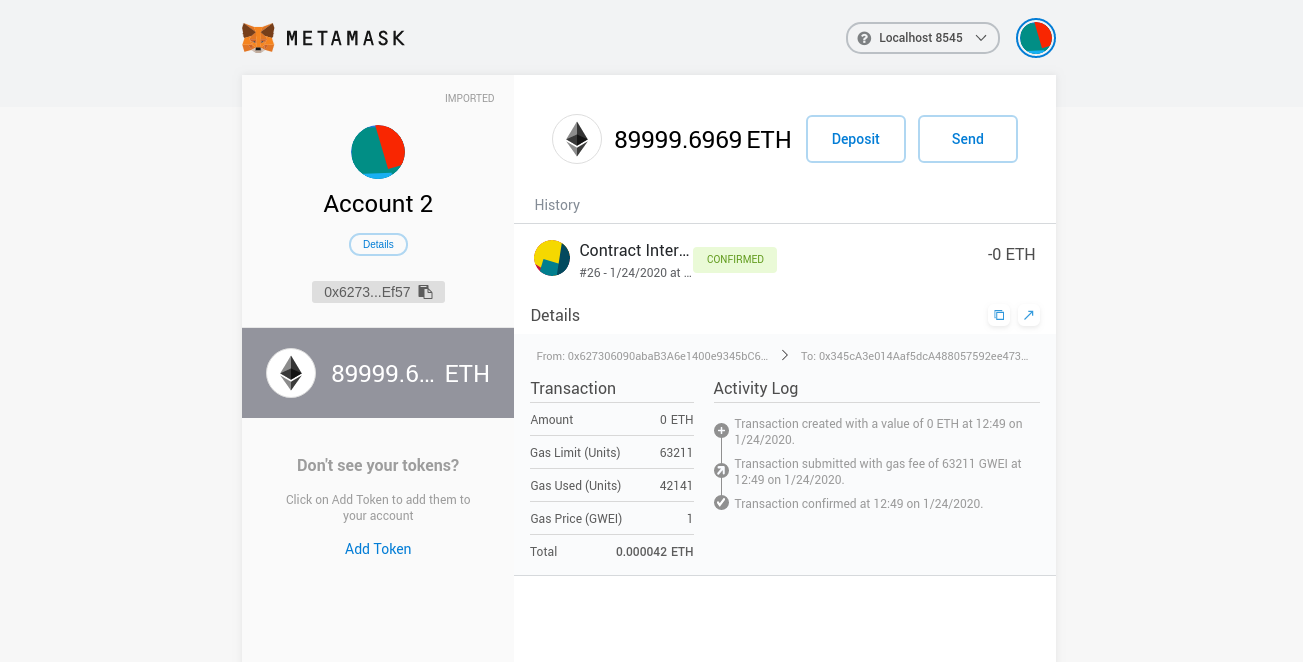 METAMASK
Localhost 8545
IMPORTED
Account 2
Details
0x6273...Ef57
89999.6... ETH
Don't see your tokens?
Click on Add Token to add them to
your account
Add Token
89999.6969 ETH
Deposit
Send
History
Contract Inter...
#26 - 1/24/2020 at ...
CONFIRMED
-0 ETH
Details
From: 0x627306090abaB3A6e1400e9345bC6...
To: 0x345cA3e014Aaf5dcA488057592ee473...
Transaction
Amount 0 ETH
Gas Limit (Units) 63211
Gas Used (Units) 42141
Gas Price (GWEI) 1
Total 0.000042 ETH
Activity Log
Transaction created with a value of 0 ETH at 12:49 on
1/24/2020.
Transaction submitted with gas fee of 63211 GWEI at
12:49 on 1/24/2020.
Transaction confirmed at 12:49 on 1/24/2020.